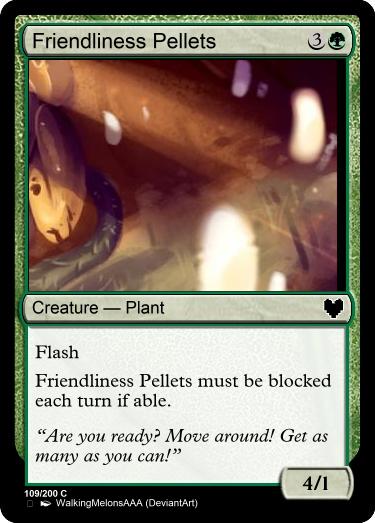 Friendliness Pellets 3
Creature — Plant
Flash
Friendliness Pellets must be blocked
each turn if able.
“Are you ready? Move around! Get as
many as you can!”
4/1
109/200 C
WalkingMelonsAAA (DeviantArt)